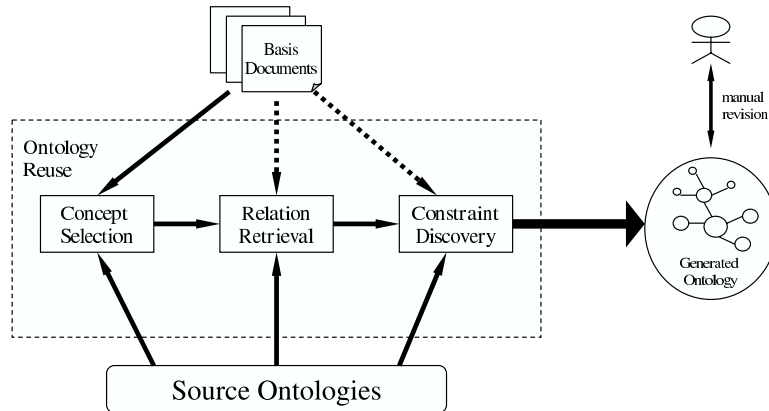 Basis
Documents
manual
revision
Ontology
Reuse
Concept
Selection
Relation
Retrieval
Constraint
Discovery
Generated
Ontology
Source Ontologies